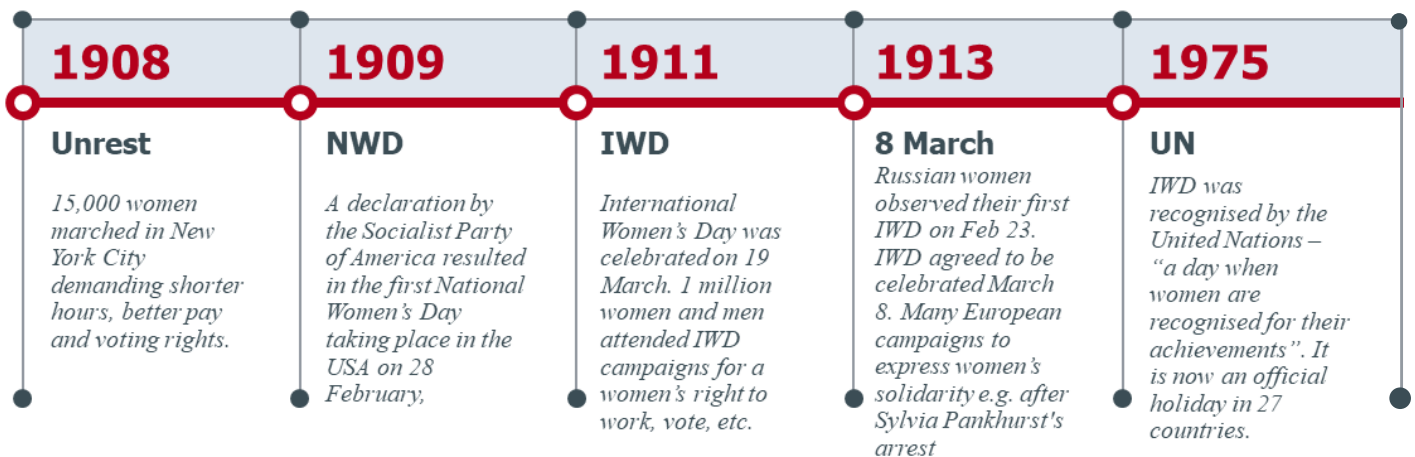 1908
Unrest
15,000 women
marched in New
York City
demanding shorter
hours, better pay
and voting rights.
1909
NWD
A declaration by
the Socialist Party
of America resulted
in the first National
Women's Day
taking place in the
USA on 28
February,
1911
IWD
International
Women's Day was
celebrated on 19
March. 1 million
women and men
attended IWD
campaigns for a
women's right to
work, vote, etc.
1913
8 March
Russian women
observed their first
IWD on Feb 23.
IWD agreed to be
celebrated March
8. Many European
campaigns to
express women's
solidarity e.g. after
Sylvia Pankhurst's
arrest
1975
UN
IWD was
recognised by the
United Nations –
“a day when
women are
recognised for their
achievements”. It
is now an official
holiday in 27
countries.